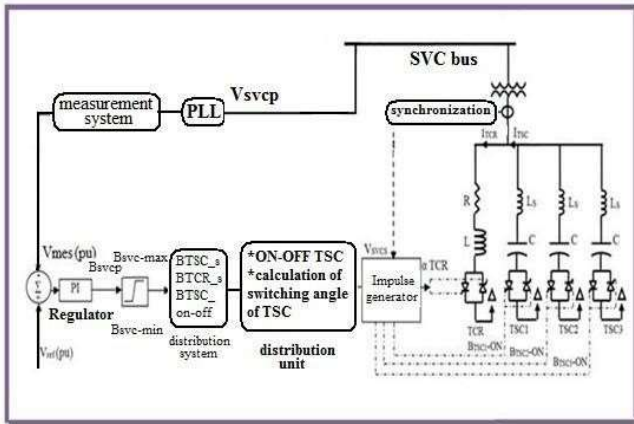 SVC bus
Vsvcp
measurement
system
PLL
synchronization
ITCR
ITSC
R
Ls
Ls
Ls
L
C
C
C
Vmes(pu)
Bsvcp
Bsvc-max
Σ
PI
Regulator
Bsvc-min
Vref(pu)
BTSC_s
BTCR_s
BTSC_
on-off
distribution
system
*ON-OFF TSC
*calculation of
switching angle
of TSC
distribution
unit
Vsvcs
Impulse
generator
α TCR
TCR
TSC1
TSC2
TSC3